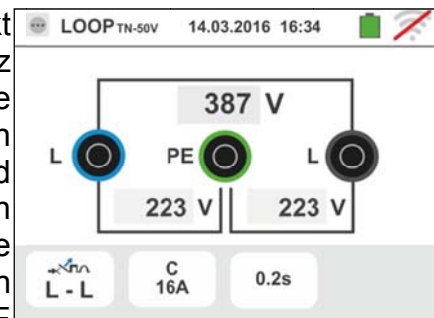 LOOP TN-50V 14.03.2016 16:34
387 V
L PE L
223 V 223 V
L - L
C
16A
0.2s